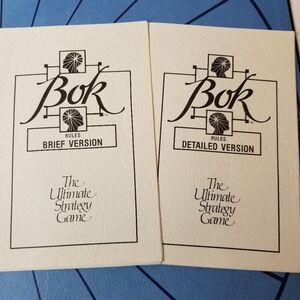 Bok
RULES
BRIEF VERSION
The
Ultimate
Strategy
Game
Bok
RULES
DETAILED VERSION
The
Ultimate
Strategy
Game